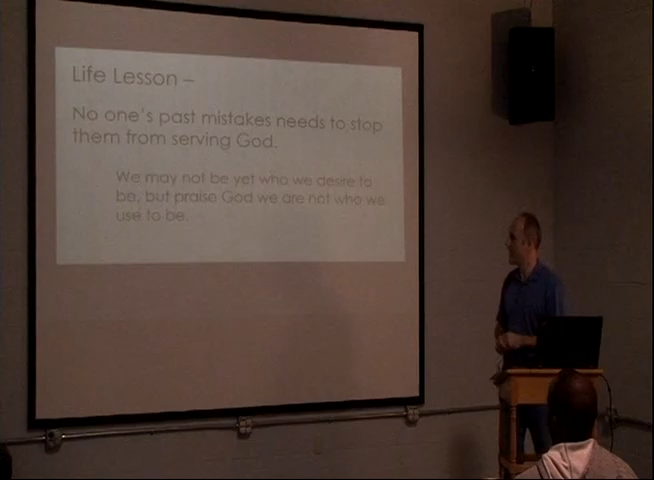 Life Lesson –
No one's past mistakes needs to stop
them from serving God.
We may not be yet who we desire to
be, but praise God we are not who we
use to be.